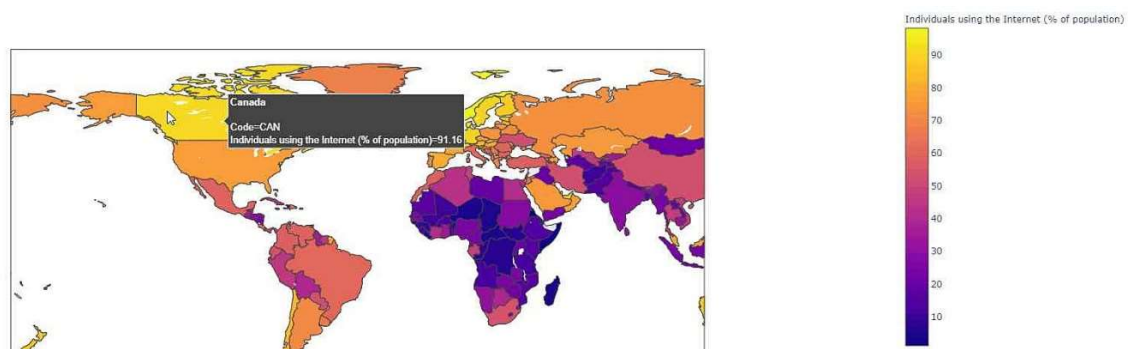 Individuals using the Internet (% of population)
90
80
70
60
50
40
30
20
10
Canada
Code=CAN
Individuals using the Internet (% of population)=91.16